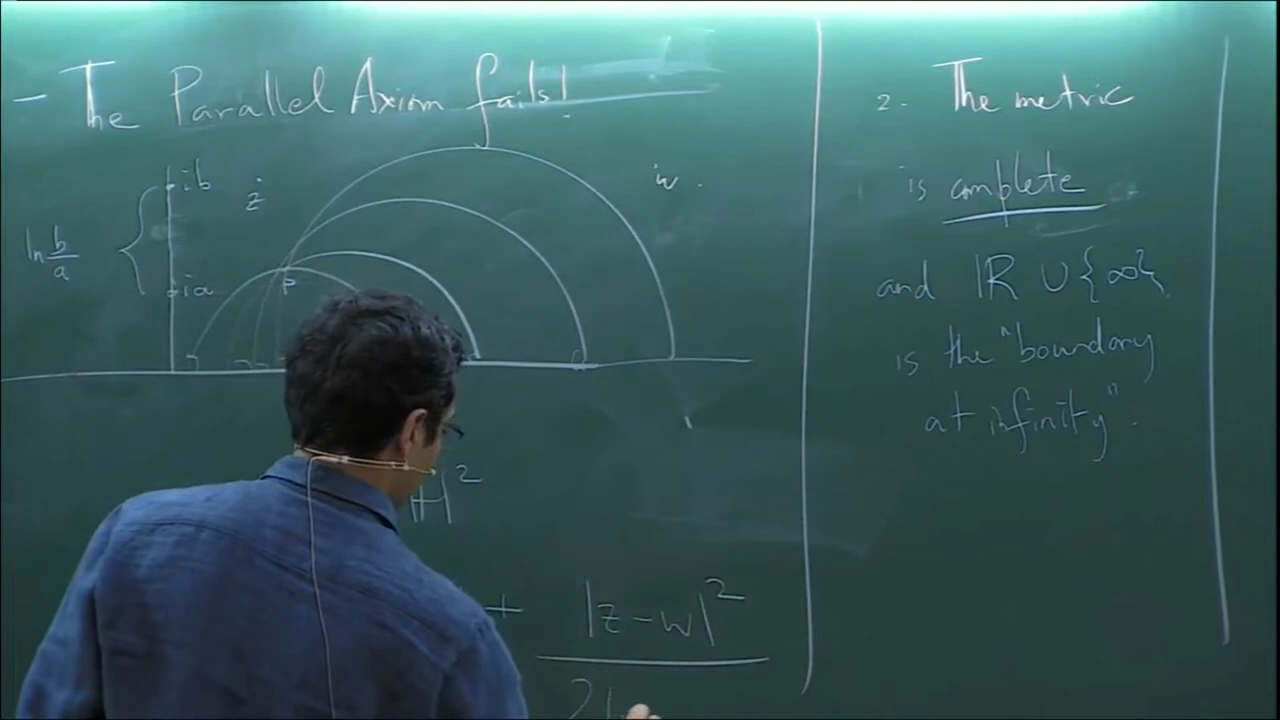 – The Parallel Axiom fails!
ib
z
w
ln b/a
ia
P
H²
+ |z-w|²
2
2. The metric
is complete
and ℝ ∪ {∞}
is the "boundary
at infinity".